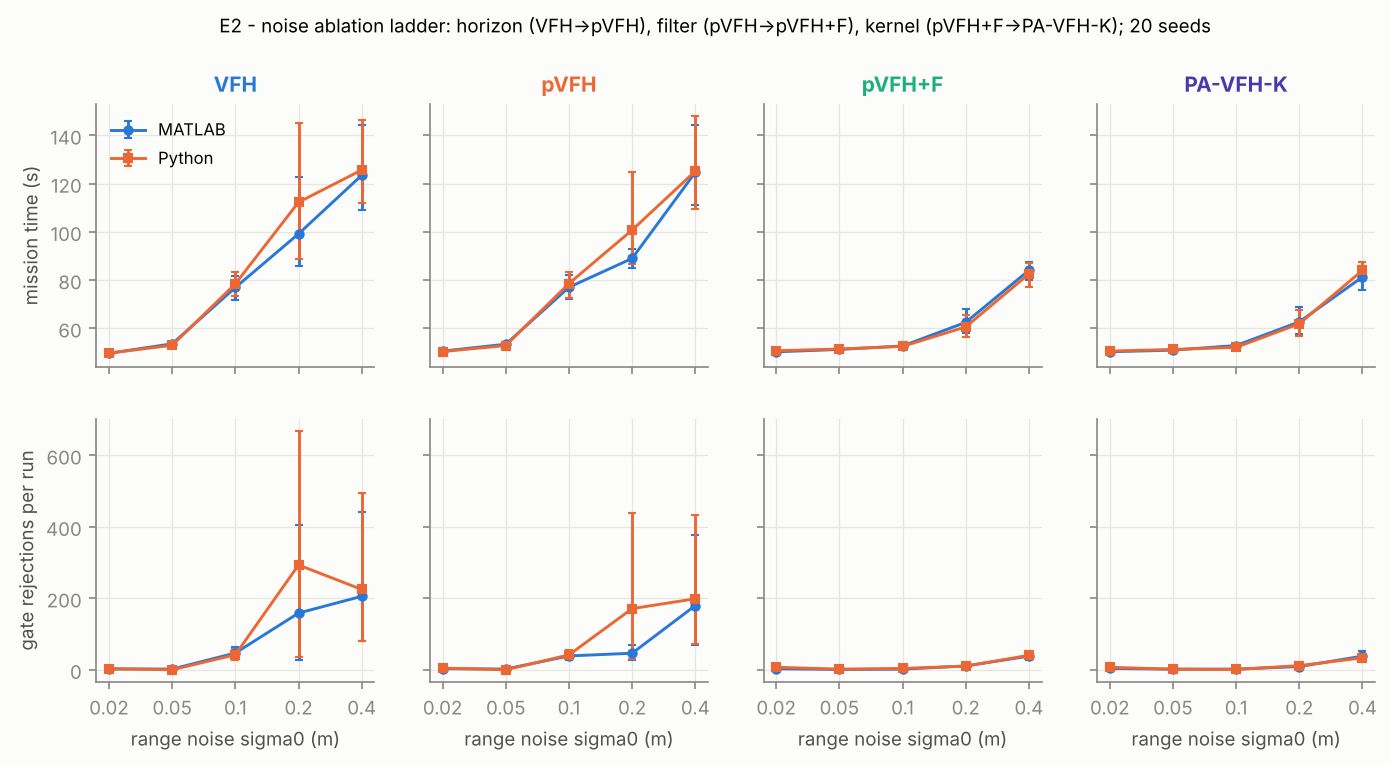 E2 - noise ablation ladder: horizon (VFH→pVFH), filter (pVFH→pVFH+F), kernel (pVFH+F→PA-VFH-K); 20 seeds
VFH
pVFH
pVFH+F
PA-VFH-K
mission time (s)
140
120
100
80
60
MATLAB
Python
gate rejections per run
600
400
200
0
0.02 0.05 0.1 0.2 0.4
0.02 0.05 0.1 0.2 0.4
0.02 0.05 0.1 0.2 0.4
0.02 0.05 0.1 0.2 0.4
range noise sigma0 (m)
range noise sigma0 (m)
range noise sigma0 (m)
range noise sigma0 (m)